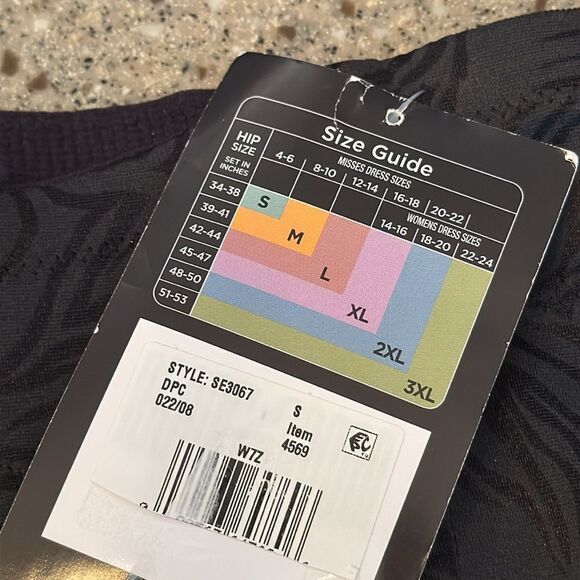 Size Guide
HIP SIZE
SET IN INCHES
MISSES DRESS SIZES
4-6 8-10 12-14 16-18 20-22
WOMENS DRESS SIZES
14-16 18-20 22-24
34-38 S
39-41 M
42-44 L
45-47 XL
48-50 2XL
51-53 3XL
STYLE: SE3067
DPC S
022/08 Item
4569
WTZ